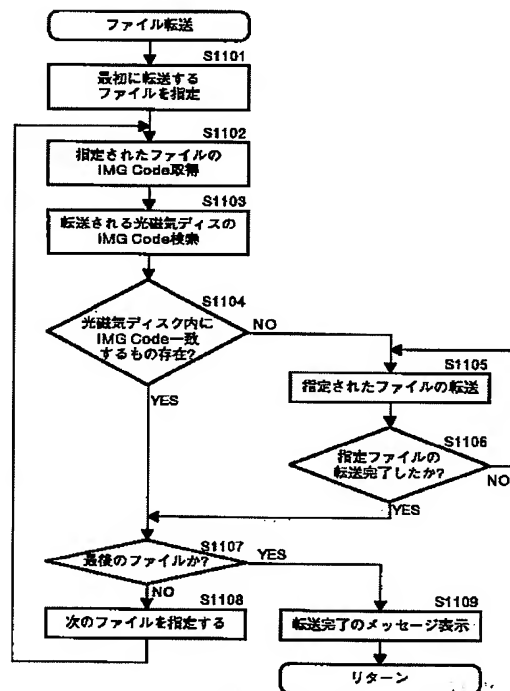 ファイル転送
S1101
最初に転送する
ファイルを指定
S1102
指定されたファイルの
IMG Code取得
S1103
転送される光磁気ディスの
IMG Code検索
S1104
光磁気ディスク内に
IMG Code一致
するもの存在?
NO
YES
S1105
指定されたファイルの転送
S1106
指定ファイルの
転送完了したか?
NO
YES
S1107
最後のファイルか?
YES
NO
S1108
次のファイルを指定する
S1109
転送完了のメッセージ表示
リターン